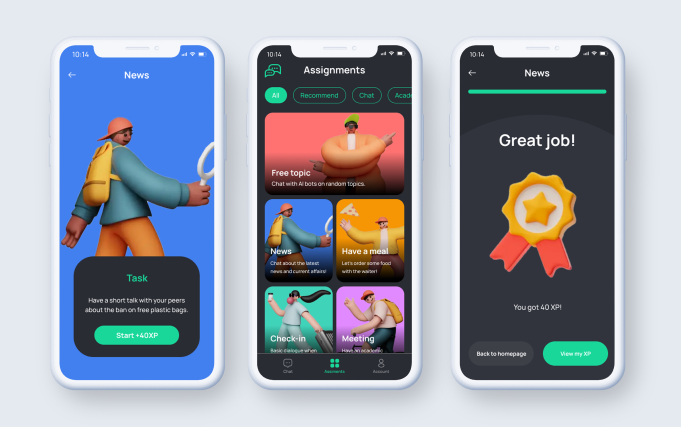 10:14
News
Task
Have a short talk with your peers
about the ban on free plastic bags.
Start +40XP
10:14
Assignments
All
Recommend
Chat
Acade
Free topic
Chat with AI bots on random topics.
News
Chat about the latest
news and current affairs!
Have a meal
Let's order some food
with the waiter!
Check-in
Basic dialogue when
Meeting
Have an academic
Chat
Account
10:14
News
Great job!
You got 40 XP!
Back to homepage
View my XP